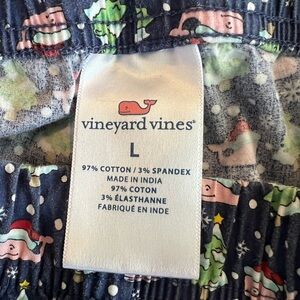 vineyard vines®
L
97% COTTON / 3% SPANDEX
MADE IN INDIA
97% COTON
3% ÉLASTHANNE
FABRIQUÉ EN INDE